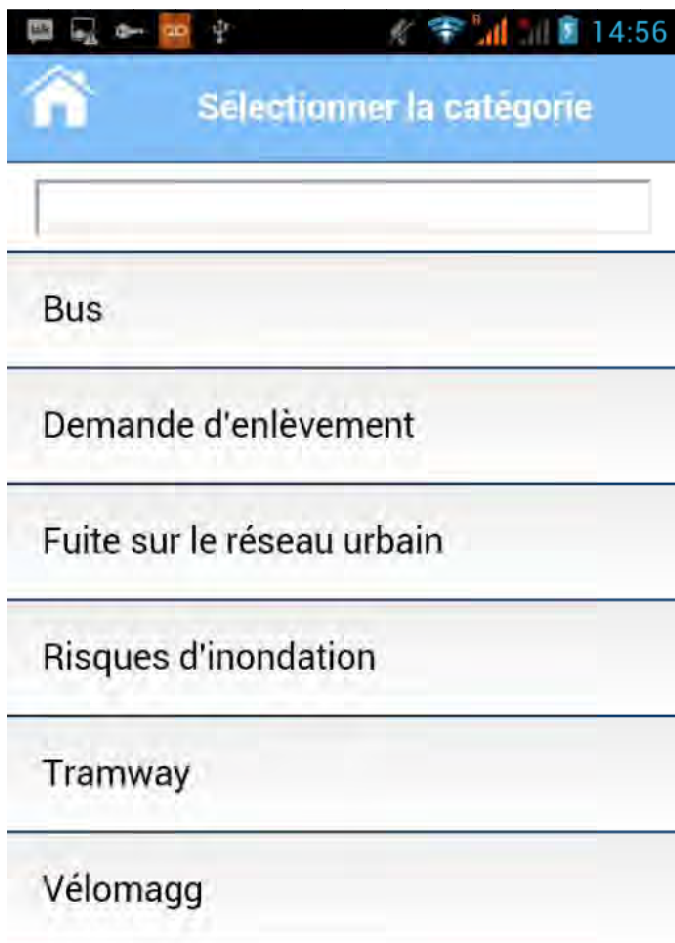 14:56
Sélectionner la catégorie
Bus
Demande d'enlèvement
Fuite sur le réseau urbain
Risques d'inondation
Tramway
Vélomagg